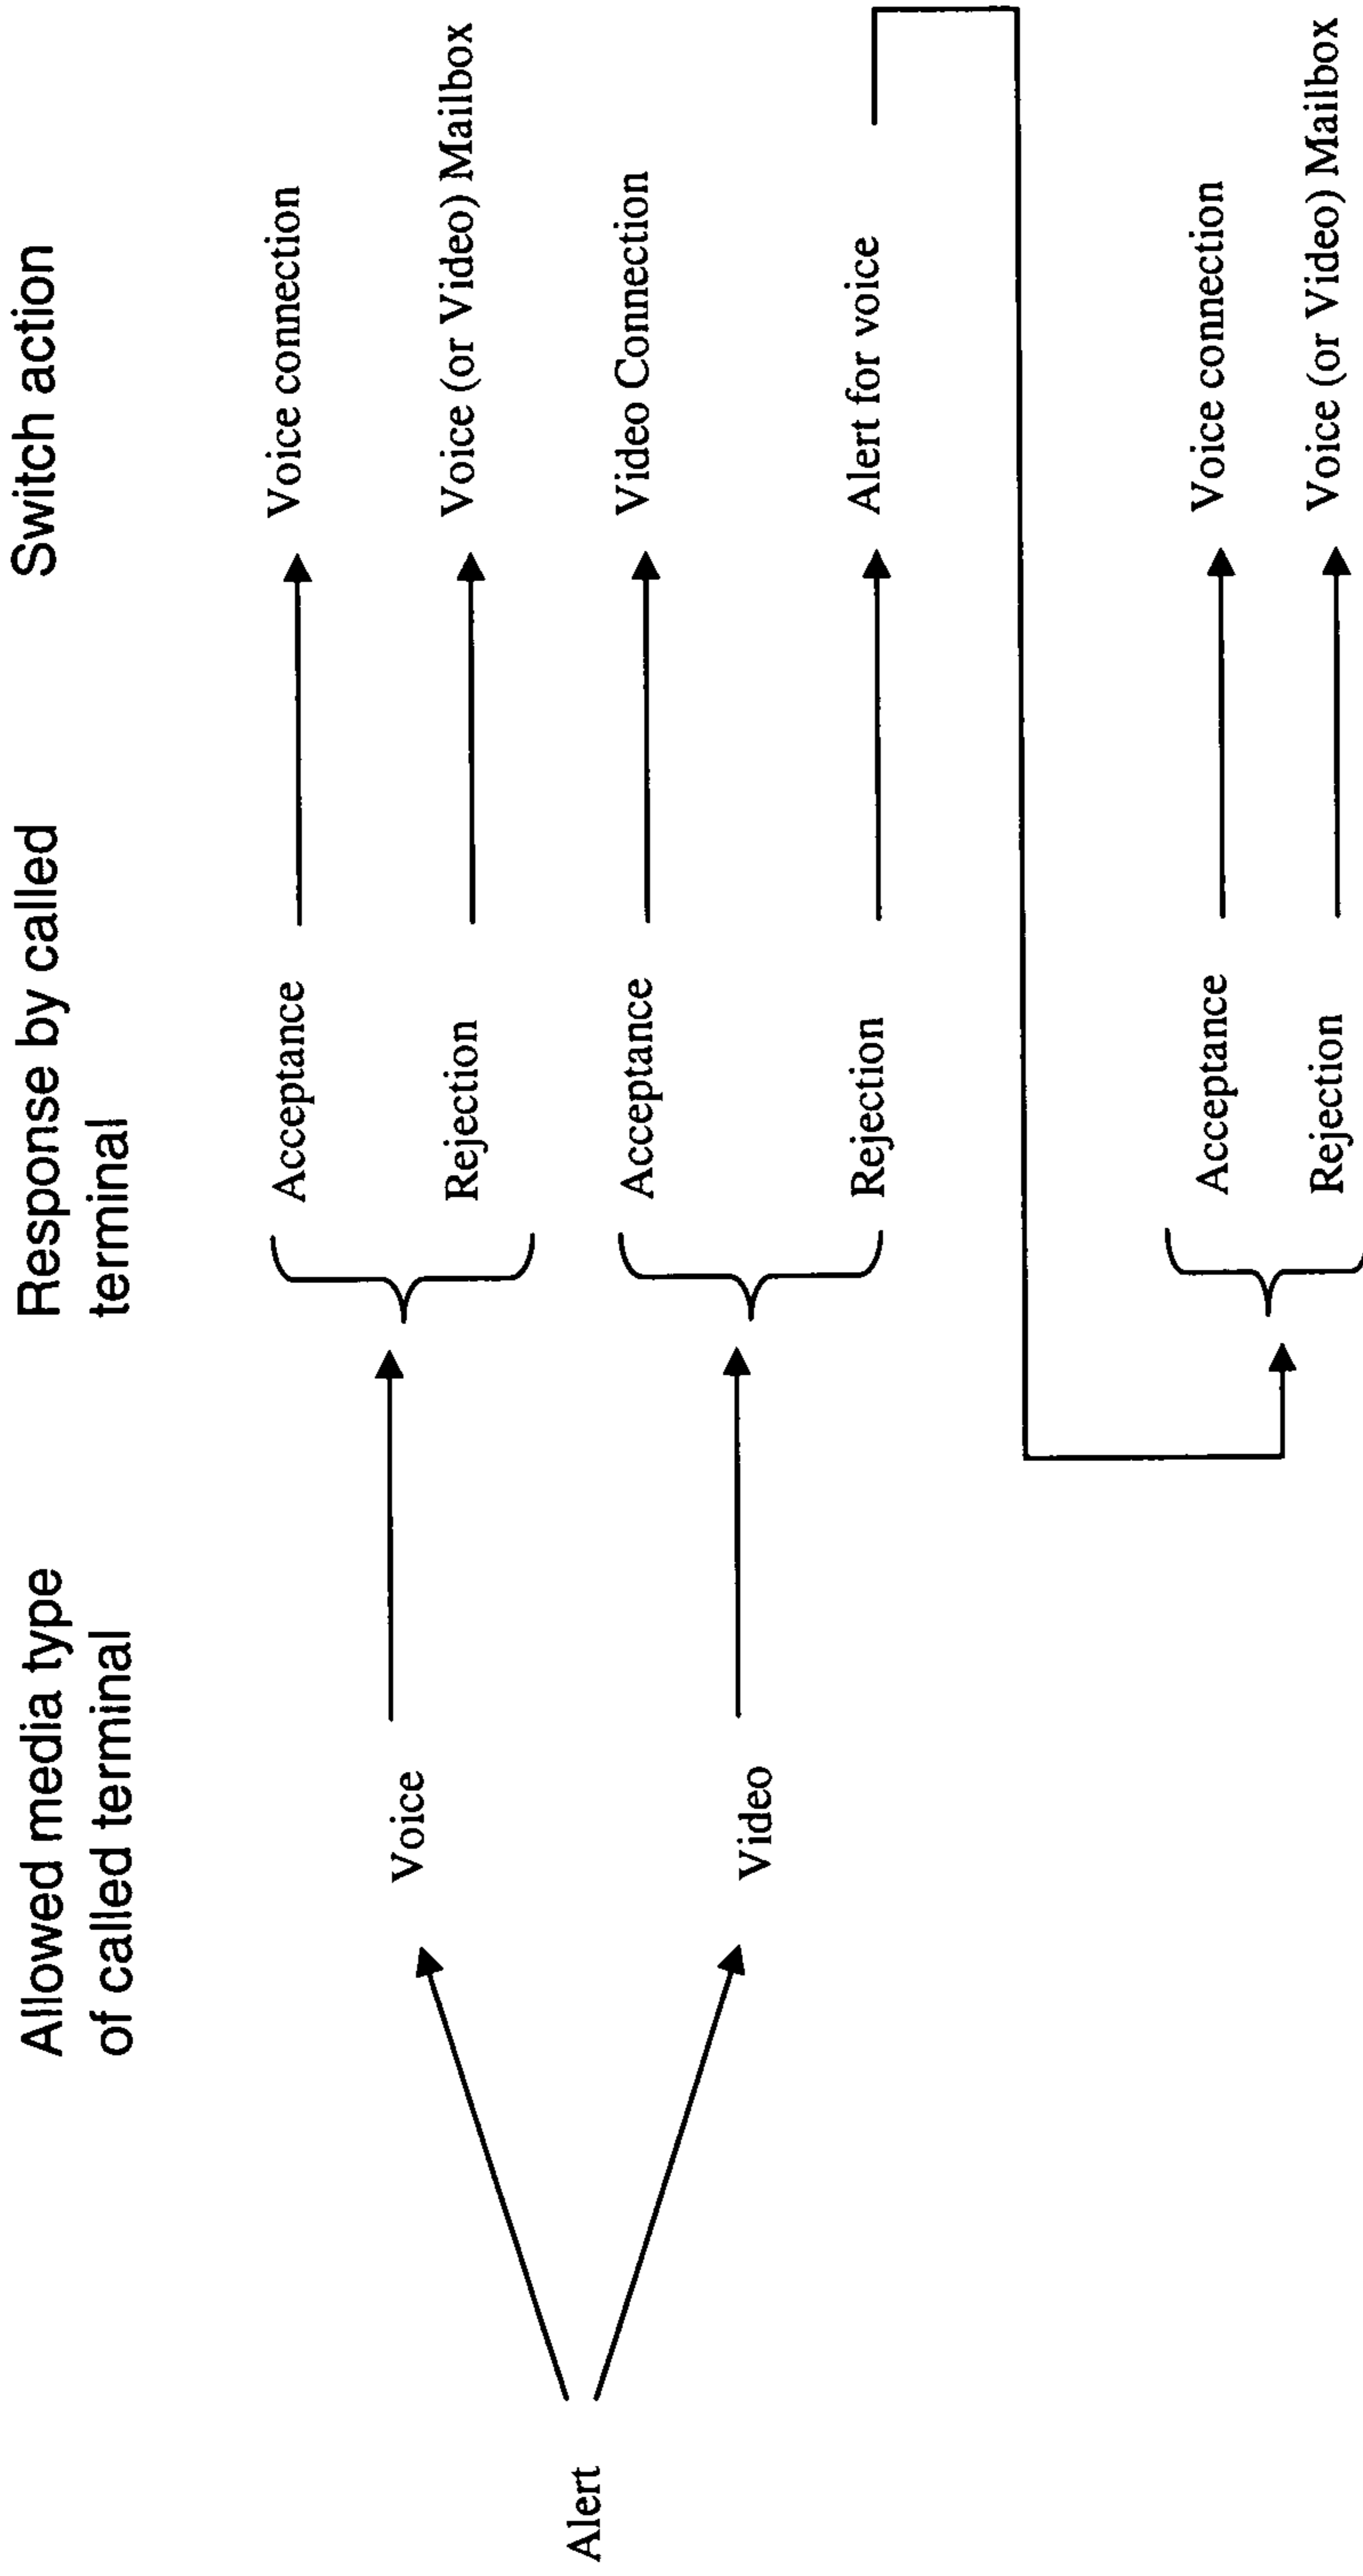 Allowed media type
of called terminal
Response by called
terminal
Switch action
Alert
Voice
Acceptance
Voice connection
Rejection
Voice (or Video) Mailbox
Video
Acceptance
Video Connection
Rejection
Alert for voice
Acceptance
Voice connection
Rejection
Voice (or Video) Mailbox